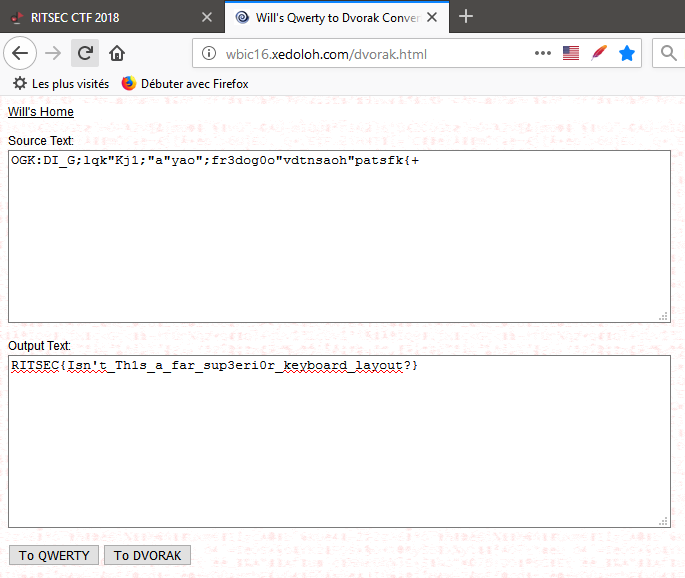 RITSEC CTF 2018
Will's Qwerty to Dvorak Conver
wbic16.xedoloh.com/dvorak.html
Les plus visités
Débuter avec Firefox
Will's Home
Source Text:
OGK:DI_G;lqk"Kj1;"a"yao";fr3dog0o"vdtnsaoh"patsfk{+
Output Text:
RITSEC{Isn't_Th1s_a_far_sup3eri0r_keyboard_layout?}
To QWERTY
To DVORAK